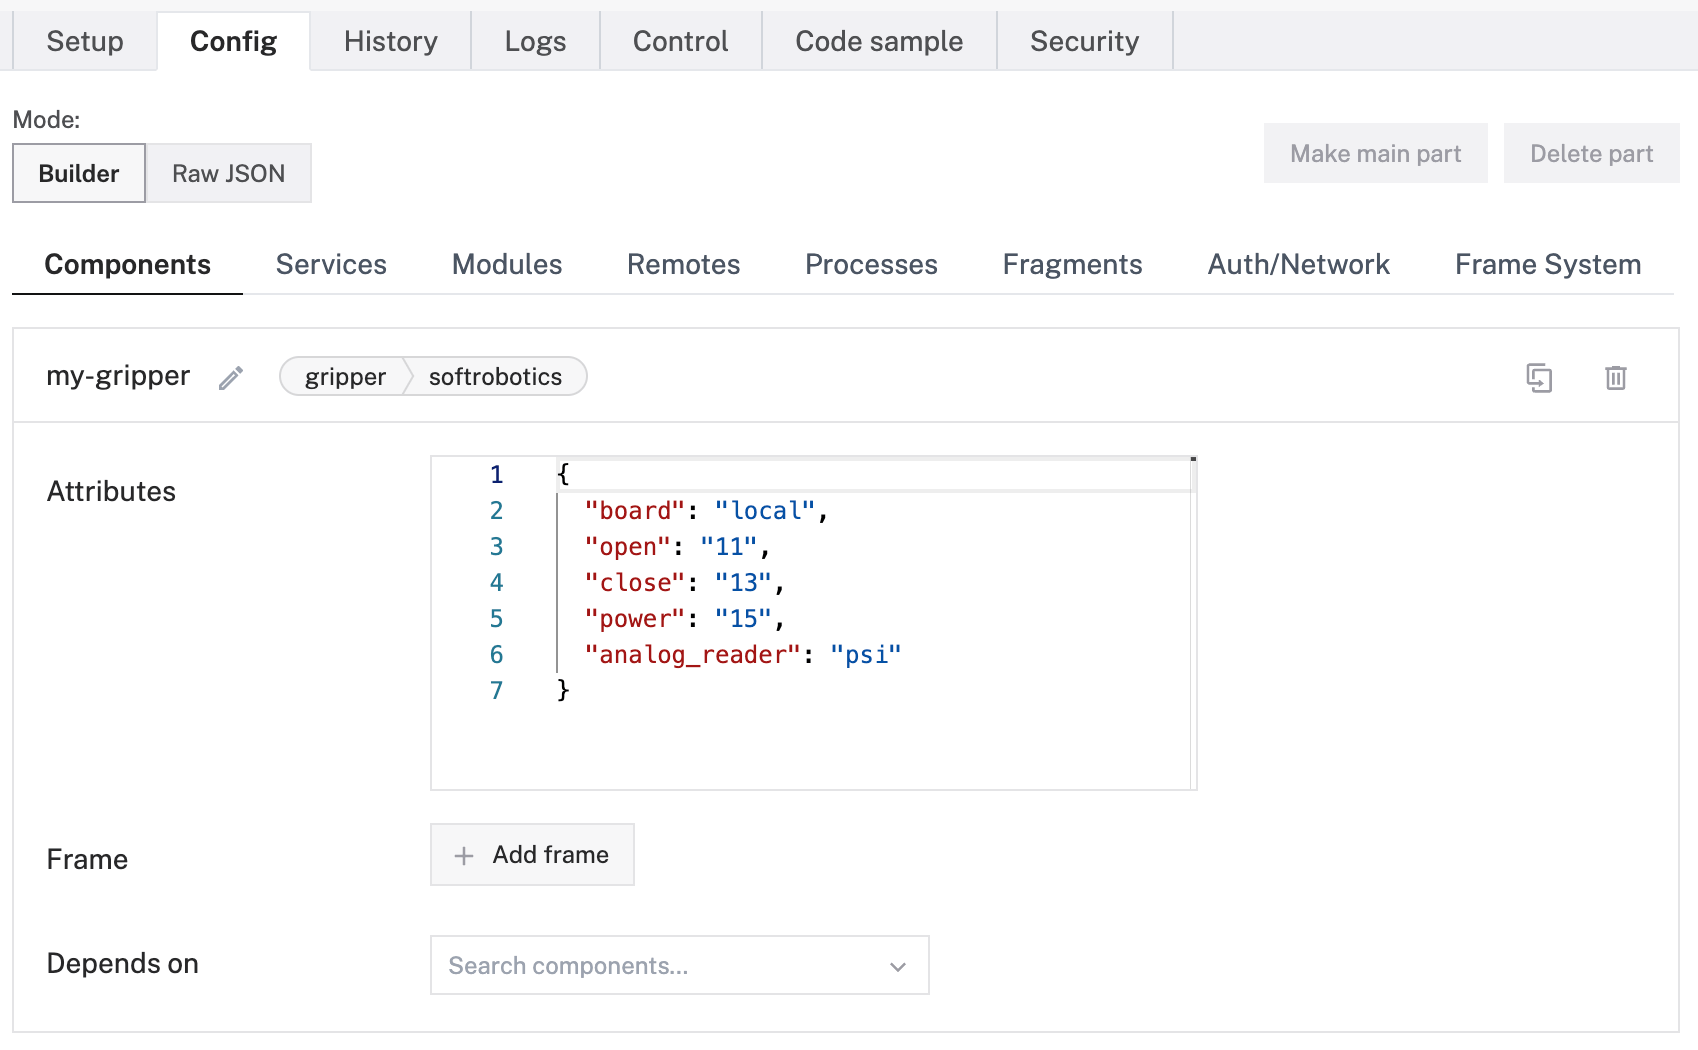 Setup Config History Logs Control Code sample Security
Mode:
Make main part Delete part
Builder Raw JSON
Components Services Modules Remotes Processes Fragments Auth/Network Frame System
my-gripper gripper softrobotics
Attributes
1 {
2 "board": "local",
3 "open": "11",
4 "close": "13",
5 "power": "15",
6 "analog_reader": "psi"
7 }
Frame + Add frame
Depends on Search components...